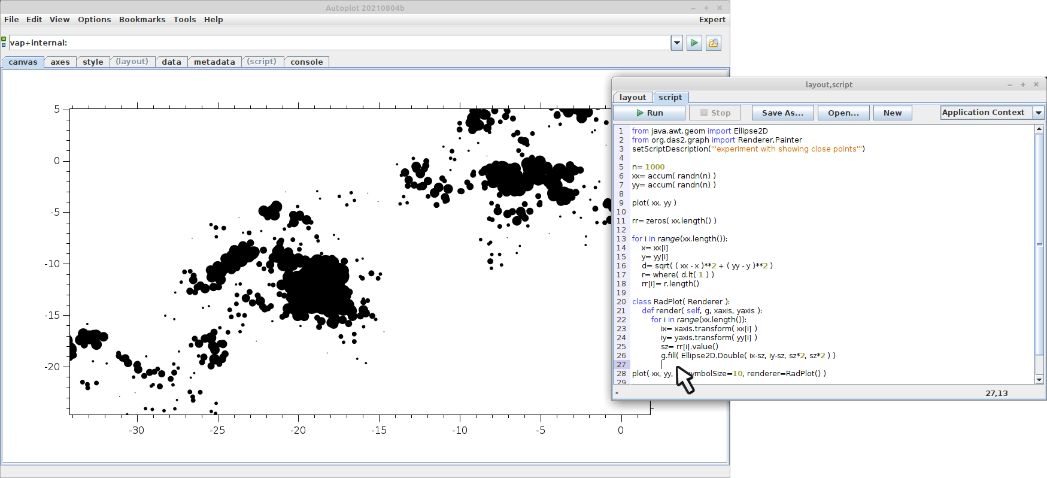 Autoplot 20210804b
File Edit View Options Bookmarks Tools Help Expert
vap+internal:
canvas axes style (layout) data metadata (script) console
5
0
-5
-10
-15
-20
-30 -25 -20 -15 -10 -5 0
layout,script
layout script
Run Stop Save As... Open... New Application Context
1 from java.awt.geom import Ellipse2D
2 from org.das2.graph import Renderer,Painter
3 setScriptDescription('''experiment with showing close points''')
4
5 n= 1000
6 xx= accum( randn(n) )
7 yy= accum( randn(n) )
8
9 plot( xx, yy )
10
11 rr= zeros( xx.length() )
12
13 for i in range(xx.length()):
14 x= xx[i]
15 y= yy[i]
16 d= sqrt( ( xx - x )**2 + ( yy - y )**2 )
17 r= where( d.lt( 1 ) )
18 rr[i]= r.length()
19
20 class RadPlot( Renderer ):
21 def render( self, g, xaxis, yaxis ):
22 for i in range(xx.length()):
23 ix= xaxis.transform( xx[i] )
24 iy= yaxis.transform( yy[i] )
25 sz= rr[i].value()
26 g.fill( Ellipse2D.Double( ix-sz, iy-sz, sz*2, sz*2 ) )
27
28 plot( xx, yy, symbolSize=10, renderer=RadPlot() )
29
27,13